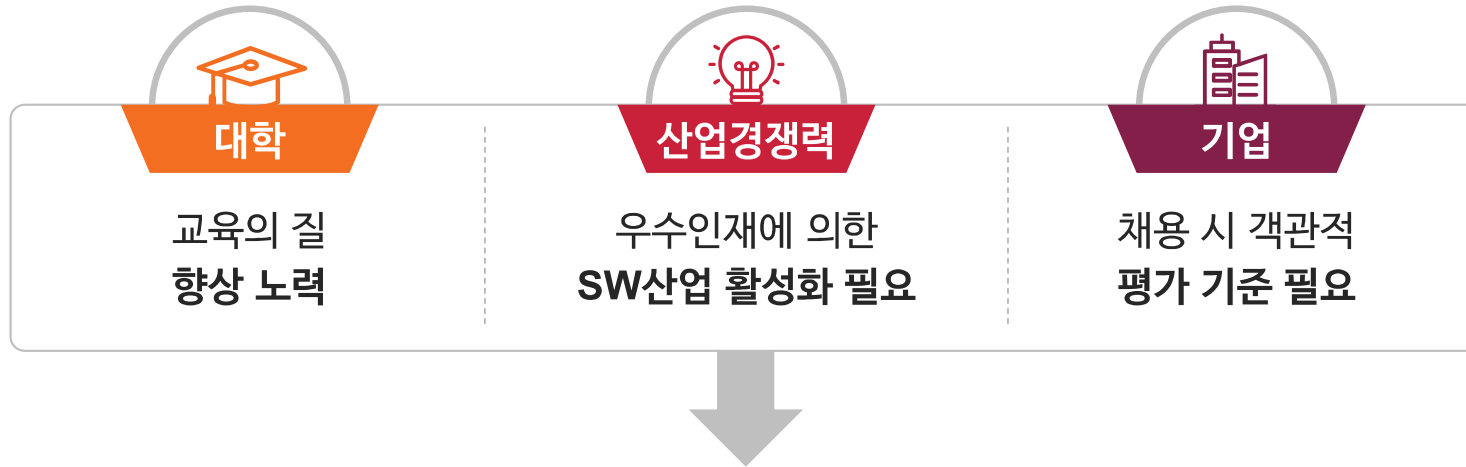 대학
교육의 질
향상 노력
산업경쟁력
우수인재에 의한
SW산업 활성화 필요
기업
채용 시 객관적
평가 기준 필요